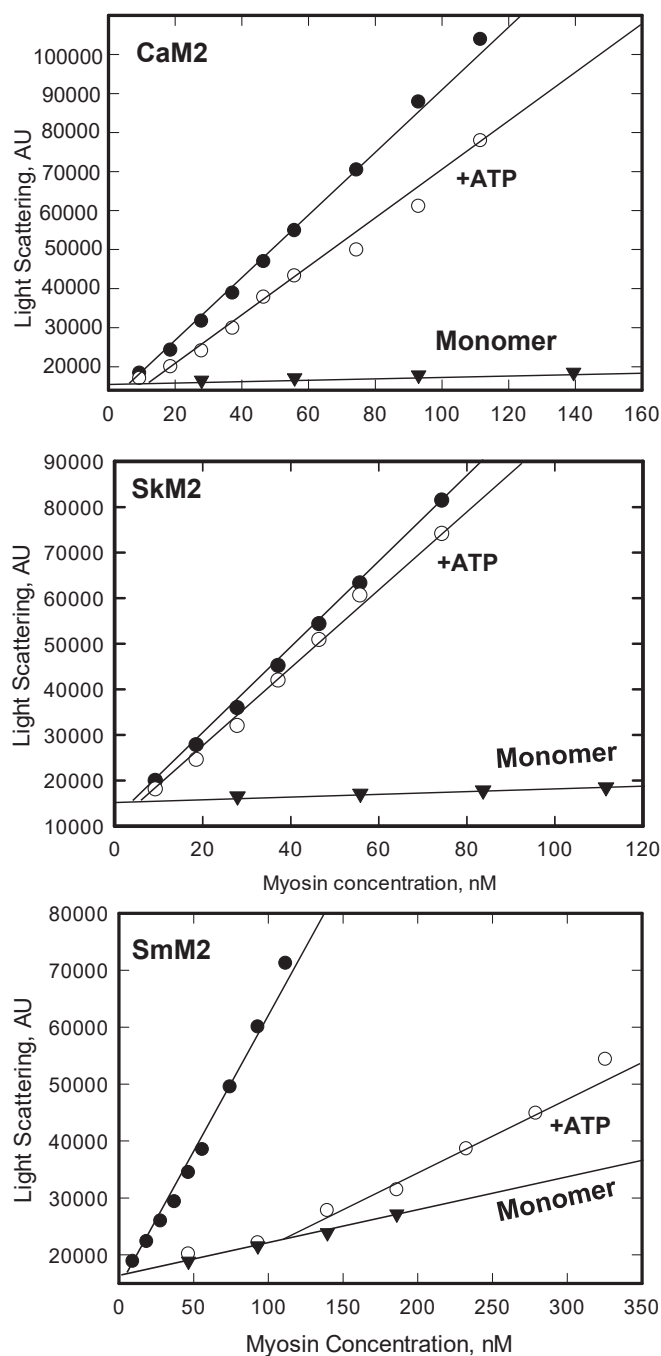 CaM2
100000
90000
80000
70000
60000
50000
40000
30000
20000
Light Scattering, AU
+ATP
Monomer
0 20 40 60 80 100 120 140 160
SkM2
90000
80000
70000
60000
50000
40000
30000
20000
10000
Light Scattering, AU
+ATP
Monomer
0 20 40 60 80 100 120
Myosin concentration, nM
SmM2
80000
70000
60000
50000
40000
30000
20000
Light Scattering, AU
+ATP
Monomer
0 50 100 150 200 250 300 350
Myosin Concentration, nM